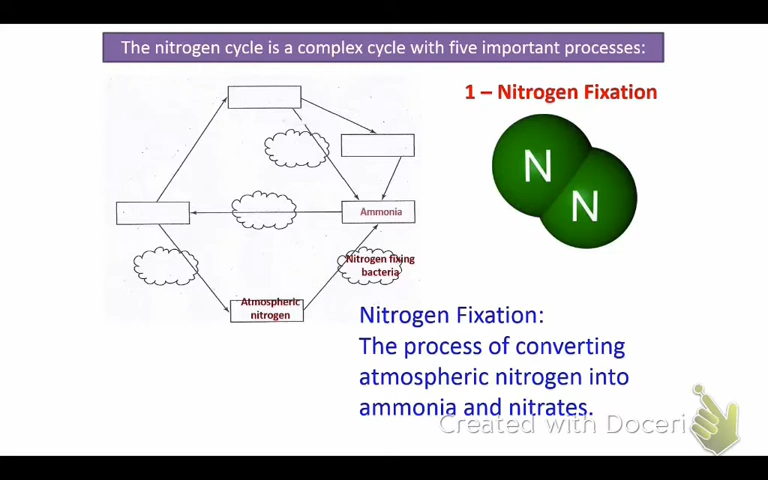 The nitrogen cycle is a complex cycle with five important processes:
1 – Nitrogen Fixation
N
N
Ammonia
Nitrogen fixing
bacteria
Atmospheric
nitrogen
Nitrogen Fixation:
The process of converting
atmospheric nitrogen into
ammonia and nitrates.
Created with Doceri